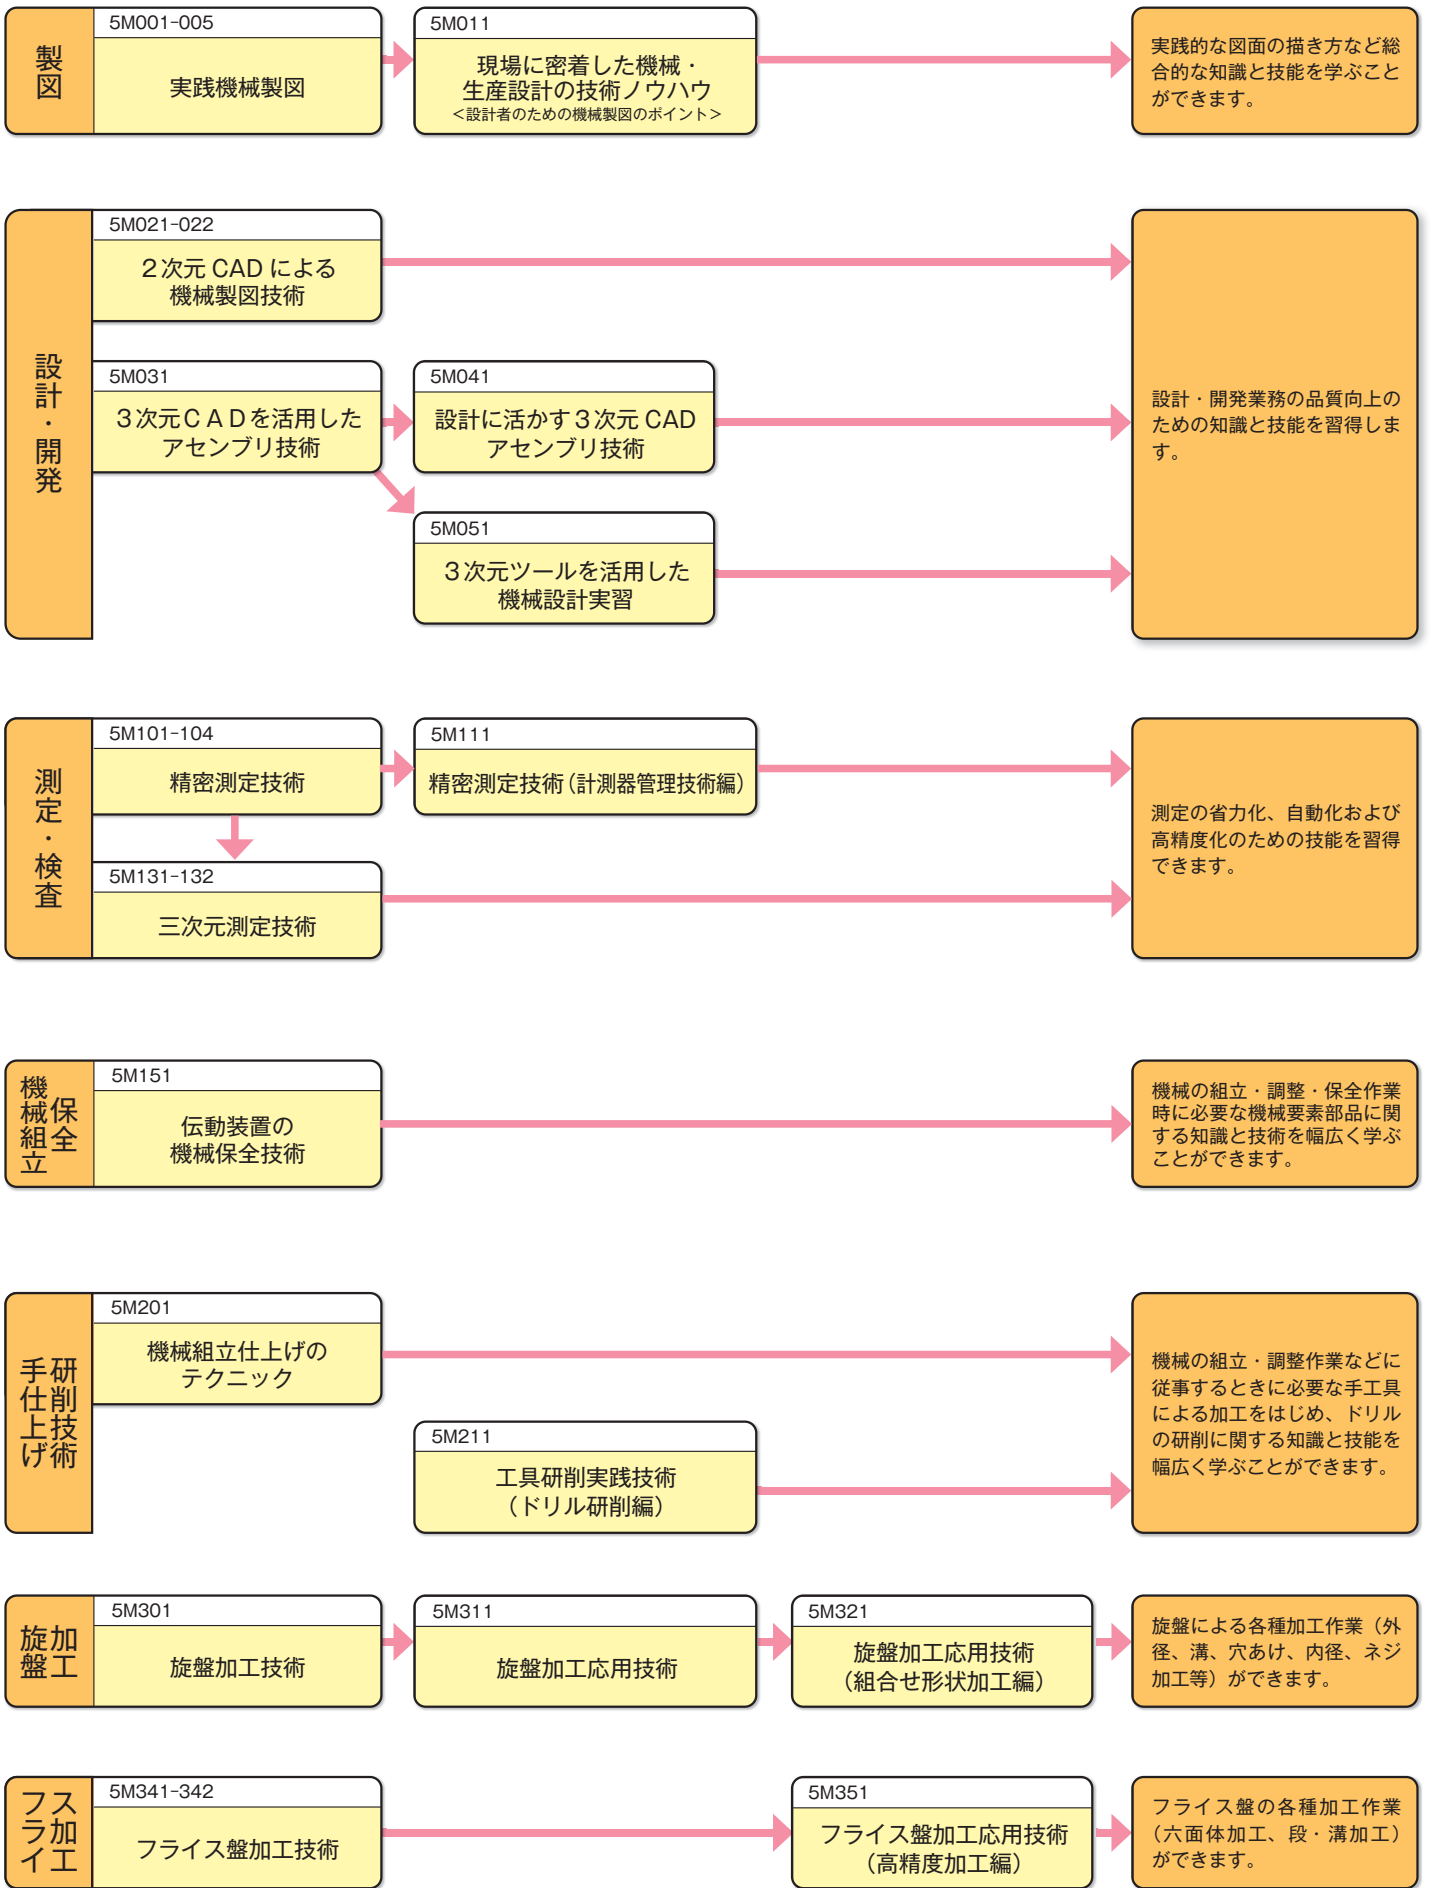 製図
5M001-005
実践機械製図
5M011
現場に密着した機械・
生産設計の技術ノウハウ
＜設計者のための機械製図のポイント＞
実践的な図面の描き方など総
合的な知識と技能を学ぶこと
ができます。
設計・開発
5M021-022
２次元 CAD による
機械製図技術
5M031
３次元ＣＡＤを活用した
アセンブリ技術
5M041
設計に活かす３次元 CAD
アセンブリ技術
5M051
３次元ツールを活用した
機械設計実習
設計・開発業務の品質向上の
ための知識と技能を習得しま
す。
測定・検査
5M101-104
精密測定技術
5M111
精密測定技術（計測器管理技術編）
5M131-132
三次元測定技術
測定の省力化、自動化および
高精度化のための技能を習得
できます。
機械組立
保全
5M151
伝動装置の
機械保全技術
機械の組立・調整・保全作業
時に必要な機械要素部品に関
する知識と技術を幅広く学ぶ
ことができます。
手仕上げ
研削技術
5M201
機械組立仕上げの
テクニック
5M211
工具研削実践技術
（ドリル研削編）
機械の組立・調整作業などに
従事するときに必要な手工具
による加工をはじめ、ドリル
の研削に関する知識と技能を
幅広く学ぶことができます。
旋盤
加工
5M301
旋盤加工技術
5M311
旋盤加工応用技術
5M321
旋盤加工応用技術
（組合せ形状加工編）
旋盤による各種加工作業（外
径、溝、穴あけ、内径、ネジ
加工等）ができます。
フライ
ス加工
5M341-342
フライス盤加工技術
5M351
フライス盤加工応用技術
（高精度加工編）
フライス盤の各種加工作業
（六面体加工、段・溝加工）
ができます。